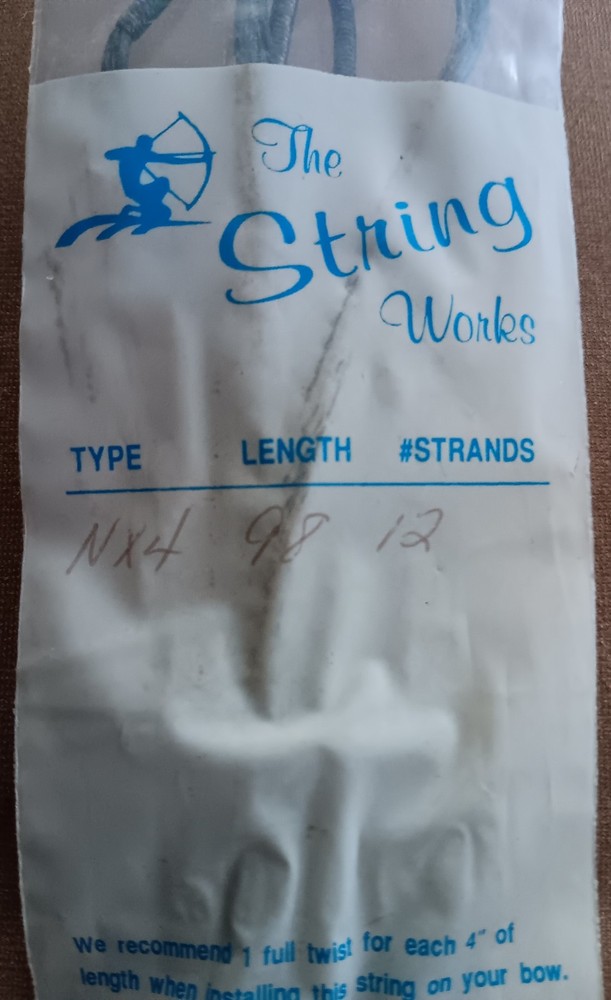 The
String
Works
TYPE LENGTH #STRANDS
NX4 98 12
We recommend 1 full twist for each 4" of
length when installing this string on your bow.